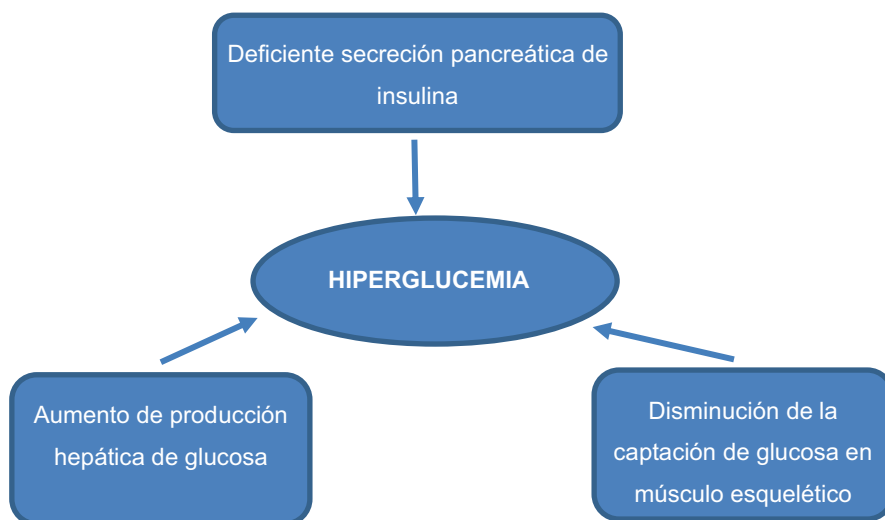 Deficiente secreción pancreática de
insulina
HIPERGLUCEMIA
Aumento de producción
hepática de glucosa
Disminución de la
captación de glucosa en
músculo esquelético